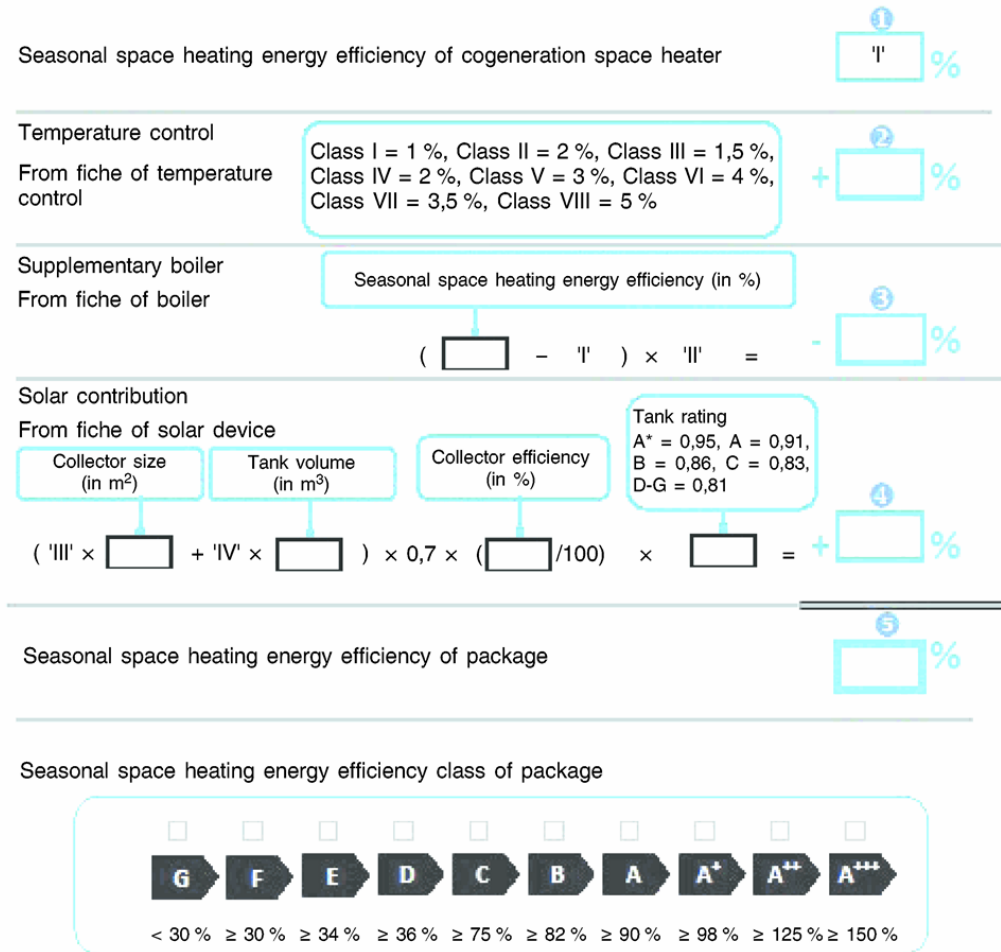 ❶
Seasonal space heating energy efficiency of cogeneration space heater
'I'
%
Temperature control
From fiche of temperature control
Class I = 1 %, Class II = 2 %, Class III = 1,5 %,
Class IV = 2 %, Class V = 3 %, Class VI = 4 %,
Class VII = 3,5 %, Class VIII = 5 %
❷
+ %
Supplementary boiler
From fiche of boiler
Seasonal space heating energy efficiency (in %)
❸
( – 'I' ) × 'II' = - %
Solar contribution
From fiche of solar device
Collector size
(in m²)
Tank volume
(in m³)
Collector efficiency
(in %)
Tank rating
A* = 0,95, A = 0,91,
B = 0,86, C = 0,83,
D-G = 0,81
❹
( 'III' × + 'IV' × ) × 0,7 × ( /100) × = + %
❺
Seasonal space heating energy efficiency of package
%
Seasonal space heating energy efficiency class of package
G F E D C B A A+ A++ A+++
< 30 % ≥ 30 % ≥ 34 % ≥ 36 % ≥ 75 % ≥ 82 % ≥ 90 % ≥ 98 % ≥ 125 % ≥ 150 %